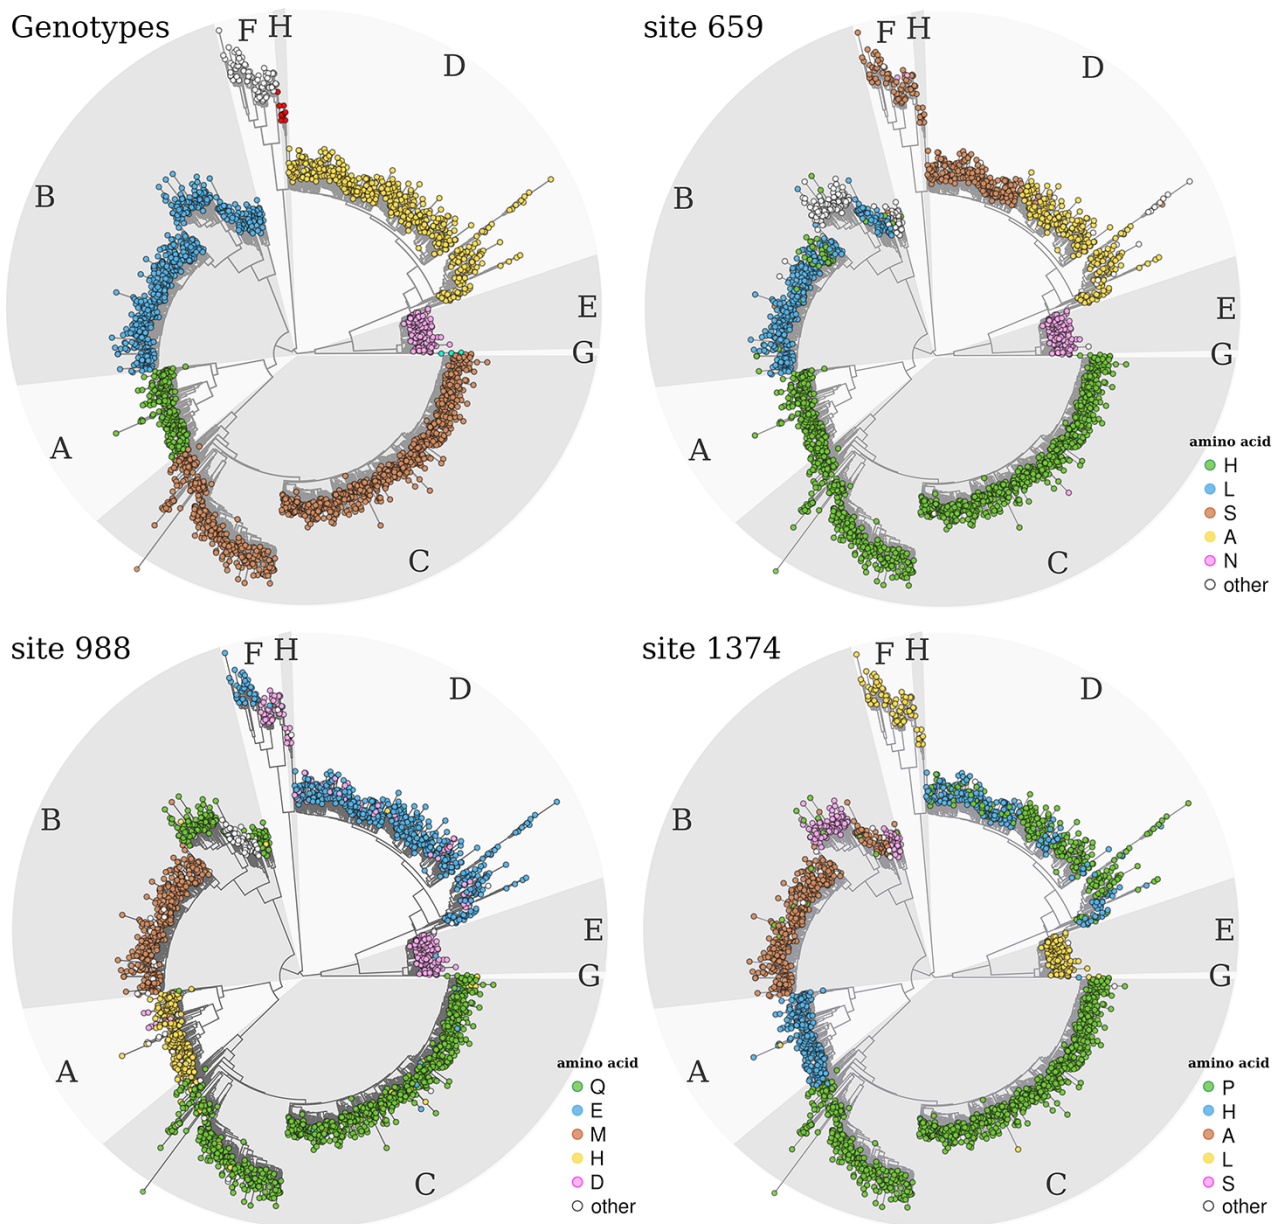 Genotypes
F
H
D
B
E
G
A
C
site 659
F
H
D
B
E
G
A
C
amino acid
H
L
S
A
N
other
site 988
F
H
D
B
E
G
A
C
amino acid
Q
E
M
H
D
other
site 1374
F
H
D
B
E
G
A
C
amino acid
P
H
A
L
S
other